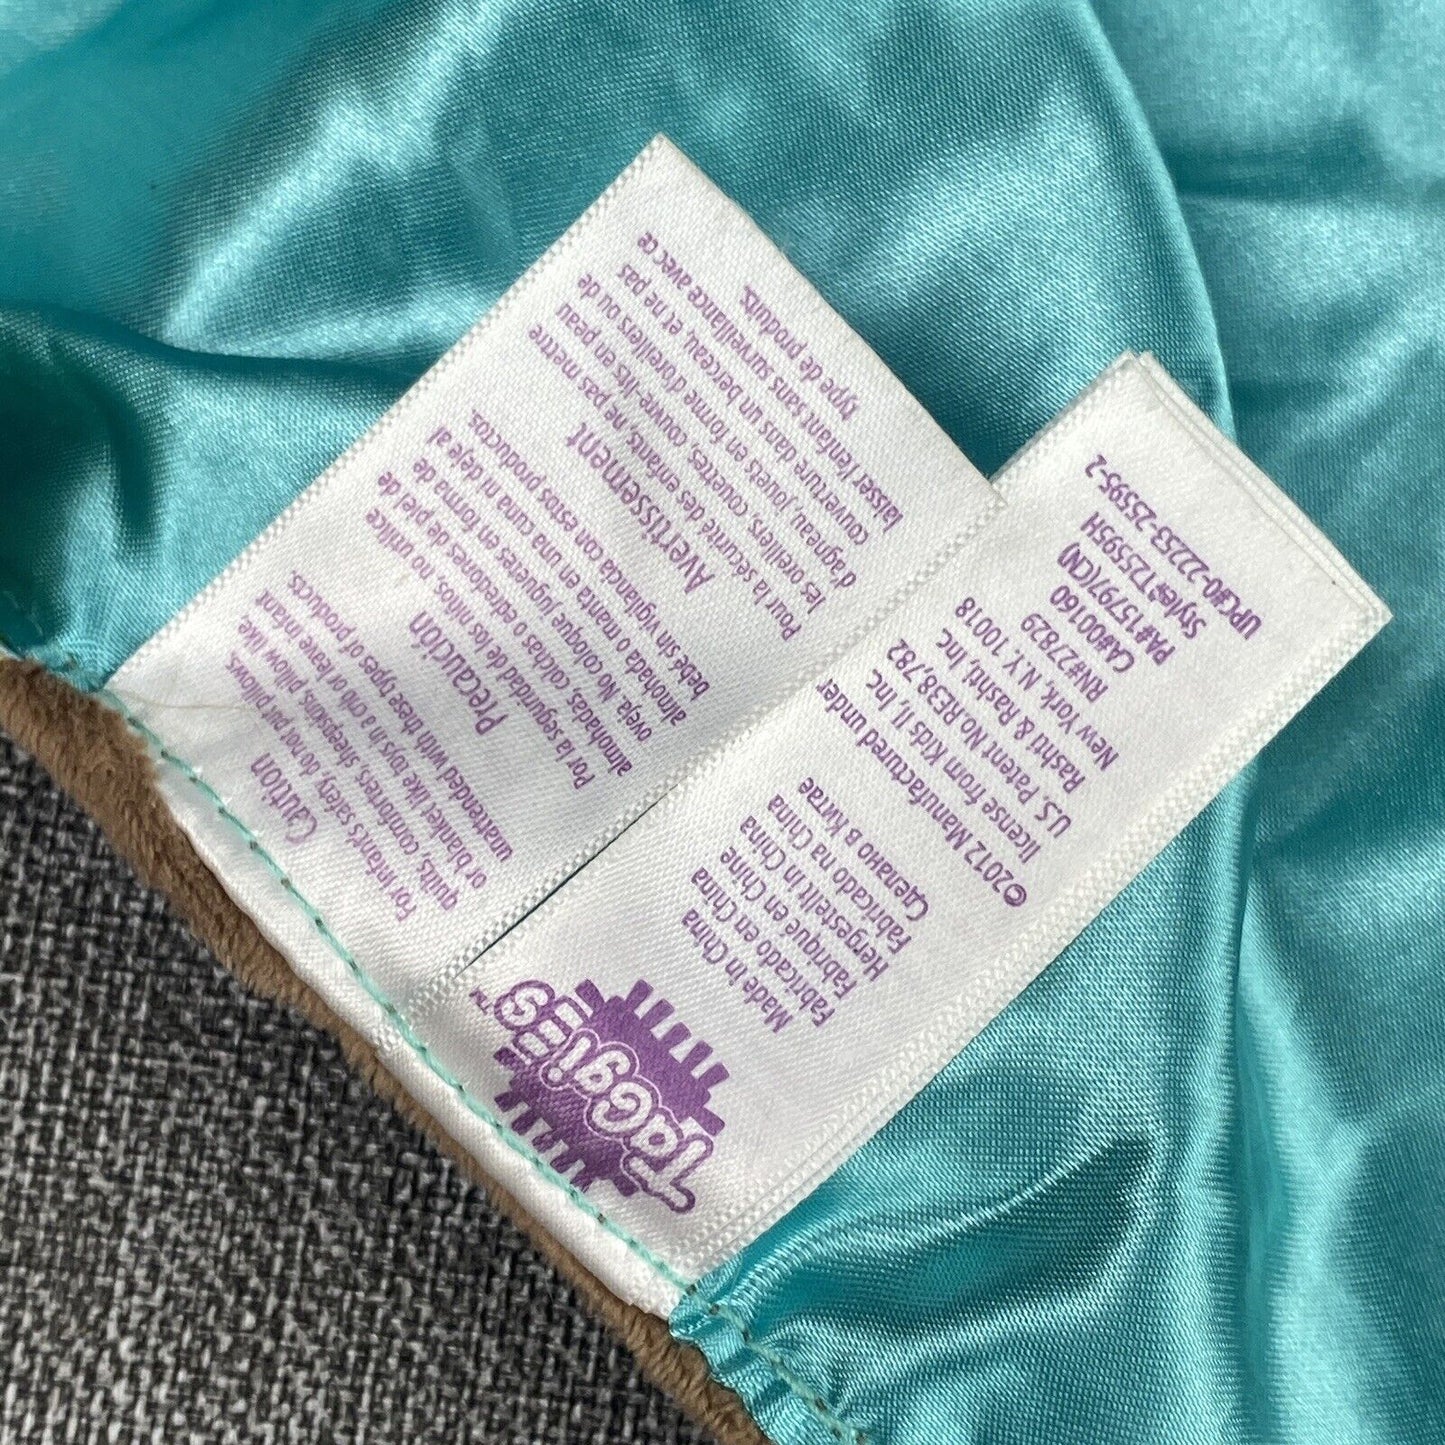 Caution
For infant's safety, do not put pillows
quilts, comforters, sheepskins, pillow like
or blanket like toys in a crib or leave infant
unattended with these types of products.
Precaución
Por la seguridad de los niños, no utilice
almohadas, colchas o edredones de piel de
oveja. No coloque juguetes en forma de
almohada o manta en una cuna ni deje al
bebé sin vigilancia con estos productos.
Avertissement
Pour la sécurité des enfants, ne pas mettre
les oreillers, couettes, couvre-lits en peau
d'agneau, jouets en forme d'oreillers ou de
couverture dans un berceau, et ne pas
laisser l'enfant sans surveillance avec ce
type de produits.
TaGgiES™
Made in China
Fabricado en China
Fabriqué en Chine
Hergestellt in China
Fabricado na China
Сделано в Китае
©2012 Manufactured under
license from Kids II, Inc
U.S. Patent No.RE38,782
Rashti & Rashti, Inc
New York, N.Y. 10018
RN#27829
CA#00160
PA#15797(CN)
Style#T25595H
UPC#0-22253-25595-2